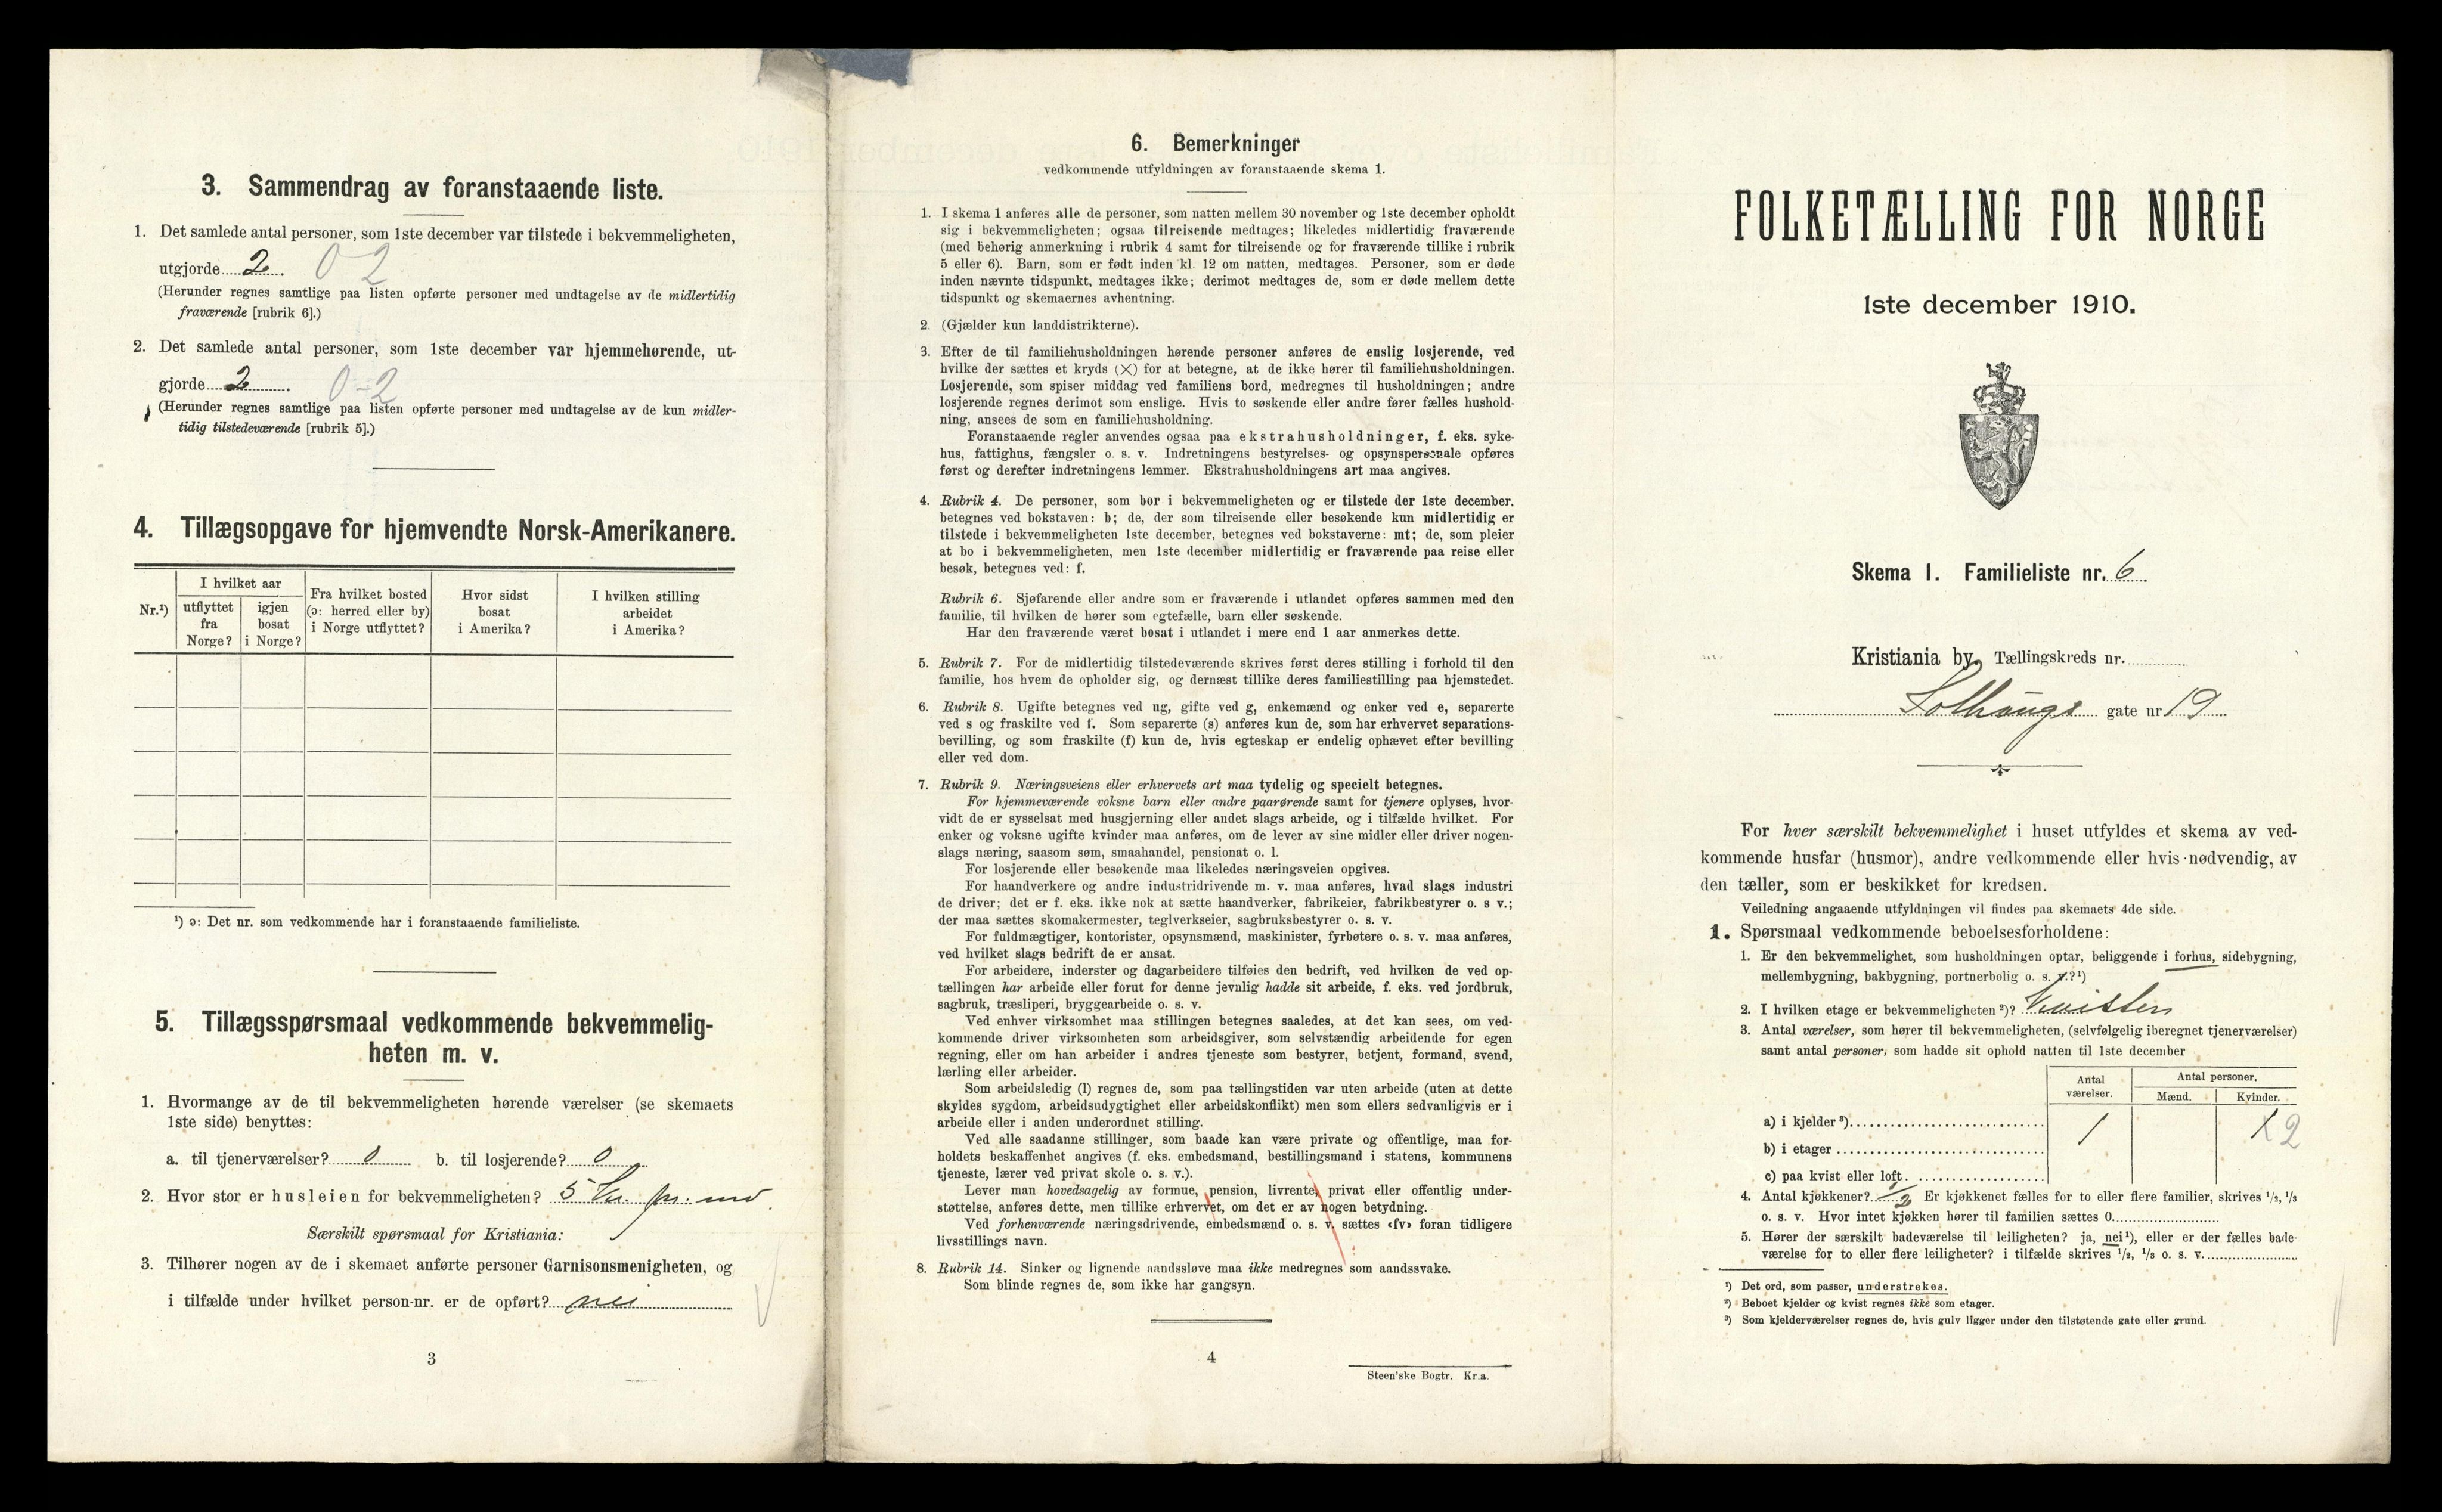 3. Sammendrag av foranstaaende liste.
1. Det samlede antal personer, som 1ste december var tilstede i bekvemmeligheten,
utgjorde 2. 0 2
(Herunder regnes samtlige paa listen opførte personer med undtagelse av de midlertidig
fraværende [rubrik 6].)
2. Det samlede antal personer, som 1ste december var hjemmehørende, ut-
gjorde 2. 0-2
(Herunder regnes samtlige paa listen opførte personer med undtagelse av de kun midler-
tidig tilstedeværende [rubrik 5].)
4. Tillægsopgave for hjemvendte Norsk-Amerikanere.
Nr.¹)
I hvilket aar
utflyttet
fra
Norge?
igjen
bosat
i Norge?
Fra hvilket bosted
(ɔ: herred eller by)
i Norge utflyttet?
Hvor sidst
bosat
i Amerika?
I hvilken stilling
arbeidet
i Amerika?
¹) ɔ: Det nr. som vedkommende har i foranstaaende familieliste.
5. Tillægsspørsmaal vedkommende bekvemmelig-
heten m. v.
1. Hvormange av de til bekvemmeligheten hørende værelser (se skemaets
1ste side) benyttes:
a. til tjenerværelser? 0 b. til losjerende? 0
2. Hvor stor er husleien for bekvemmeligheten? 5 kr. pr. md.
Særskilt spørsmaal for Kristiania:
3. Tilhører nogen av de i skemaet anførte personer Garnisonsmenigheten, og
i tilfælde under hvilket person-nr. er de opført? nei
3
6. Bemerkninger
vedkommende utfyldningen av foranstaaende skema 1.
1. I skema 1 anføres alle de personer, som natten mellem 30 november og 1ste december opholdt
sig i bekvemmeligheten; ogsaa tilreisende medtages; likeledes midlertidig fraværende
(med behørig anmerkning i rubrik 4 samt for tilreisende og for fraværende tillike i rubrik
5 eller 6). Barn, som er født inden kl. 12 om natten, medtages. Personer, som er døde
inden nævnte tidspunkt, medtages ikke; derimot medtages de, som er døde mellem dette
tidspunkt og skemaernes avhentning.
2. (Gjælder kun landdistrikterne).
3. Efter de til familiehusholdningen hørende personer anføres de enslig losjerende, ved
hvilke der sættes et kryds (×) for at betegne, at de ikke hører til familiehusholdningen.
Losjerende, som spiser middag ved familiens bord, medregnes til husholdningen; andre
losjerende regnes derimot som enslige. Hvis to søskende eller andre fører fælles hushold-
ning, ansees de som en familiehusholdning.
Foranstaaende regler anvendes ogsaa paa ekstrahusholdninger, f. eks. syke-
hus, fattighus, fængsler o. s. v. Indretningens bestyrelses- og opsynspersonale opføres
først og derefter indretningens lemmer. Ekstrahusholdningens art maa angives.
4. Rubrik 4. De personer, som bor i bekvemmeligheten og er tilstede der 1ste december,
betegnes ved bokstaven: b; de, der som tilreisende eller besøkende kun midlertidig er
tilstede i bekvemmeligheten 1ste december, betegnes ved bokstaverne: mt; de, som pleier
at bo i bekvemmeligheten, men 1ste december midlertidig er fraværende paa reise eller
besøk, betegnes ved: f.
Rubrik 6. Sjøfarende eller andre som er fraværende i utlandet opføres sammen med den
familie, til hvilken de hører som egtefælle, barn eller søskende.
Har den fraværende været bosat i utlandet i mere end 1 aar anmerkes dette.
5. Rubrik 7. For de midlertidig tilstedeværende skrives først deres stilling i forhold til den
familie, hos hvem de opholder sig, og dernæst tillike deres familiestilling paa hjemstedet.
6. Rubrik 8. Ugifte betegnes ved ug, gifte ved g, enkemænd og enker ved e, separerte
ved s og fraskilte ved f. Som separerte (s) anføres kun de, som har erhvervet separations-
bevilling, og som fraskilte (f) kun de, hvis egteskap er endelig ophævet efter bevilling
eller ved dom.
7. Rubrik 9. Næringsveiens eller erhvervets art maa tydelig og specielt betegnes.
For hjemmeværende voksne barn eller andre paarørende samt for tjenere oplyses, hvor-
vidt de er sysselsat med husgjerning eller andet slags arbeide, og i tilfælde hvilket. For
enker og voksne ugifte kvinder maa anføres, om de lever av sine midler eller driver nogen-
slags næring, saasom søm, smaahandel, pensionat o. l.
For losjerende eller besøkende maa likeledes næringsveien opgives.
For haandverkere og andre industridrivende m. v. maa anføres, hvad slags industri
de driver; det er f. eks. ikke nok at sætte haandverker, fabrikeier, fabrikbestyrer o. s v.;
der maa sættes skomakermester, teglverkseier, sagbruksbestyrer o. s. v.
For fuldmægtiger, kontorister, opsynsmænd, maskinister, fyrbøtere o. s. v. maa anføres,
ved hvilket slags bedrift de er ansat.
For arbeidere, inderster og dagarbeidere tilføies den bedrift, ved hvilken de ved op-
tællingen har arbeide eller forut for denne jevnlig hadde sit arbeide, f. eks. ved jordbruk,
sagbruk, træsliperi, bryggearbeide o. s. v.
Ved enhver virksomhet maa stillingen betegnes saaledes, at det kan sees, om ved-
kommende driver virksomheten som arbeidsgiver, som selvstændig arbeidende for egen
regning, eller om han arbeider i andres tjeneste som bestyrer, betjent, formand, svend,
lærling eller arbeider.
Som arbeidsledig (l) regnes de, som paa tællingstiden var uten arbeide (uten at dette
skyldes sygdom, arbeidsudygtighet eller arbeidskonflikt) men som ellers sedvanligvis er i
arbeide eller i anden underordnet stilling.
Ved alle saadanne stillinger, som baade kan være private og offentlige, maa for-
holdets beskaffenhet angives (f. eks. embedsmand, bestillingsmand i statens, kommunens
tjeneste, lærer ved privat skole o. s. v.).
Lever man hovedsagelig av formue, pension, livrente, privat eller offentlig under-
støttelse, anføres dette, men tillike erhvervet, om det er av nogen betydning.
Ved forhenværende næringsdrivende, embedsmænd o. s. v. sættes «fv» foran tidligere
livsstillings navn.
8. Rubrik 14. Sinker og lignende aandssløve maa ikke medregnes som aandssvake.
Som blinde regnes de, som ikke har gangsyn.
4
Steen'ske Bogtr. Kr.a.
FOLKETÆLLING FOR NORGE
1ste december 1910.
Skema 1. Familieliste nr. 6
Kristiania by. Tællingskreds nr.
Solhaugs gate nr 19
For hver særskilt bekvemmelighet i huset utfyldes et skema av ved-
kommende husfar (husmor), andre vedkommende eller hvis nødvendig, av
den tæller, som er beskikket for kredsen.
Veiledning angaaende utfyldningen vil findes paa skemaets 4de side.
1. Spørsmaal vedkommende beboelsesforholdene:
1. Er den bekvemmelighet, som husholdningen optar, beliggende i forhus, sidebygning,
mellembygning, bakbygning, portnerbolig o. s. v.?¹)
2. I hvilken etage er bekvemmeligheten ²)? Kvisten
3. Antal værelser, som hører til bekvemmeligheten, (selvfølgelig iberegnet tjenerværelser)
samt antal personer, som hadde sit ophold natten til 1ste december
Antal
værelser.
Antal personer.
Mænd. Kvinder.
a) i kjelder ³). 1 2
b) i etager
c) paa kvist eller loft.
4. Antal kjøkkener? 1/2 Er kjøkkenet fælles for to eller flere familier, skrives 1/2, 1/3
o. s. v. Hvor intet kjøkken hører til familien sættes 0.
5. Hører der særskilt badeværelse til leiligheten? ja, nei ¹), eller er der fælles bade-
værelse for to eller flere leiligheter? i tilfælde skrives 1/2, 1/3 o. s. v.
¹) Det ord, som passer, understrekes.
²) Beboet kjelder og kvist regnes ikke som etager.
³) Som kjelderværelser regnes de, hvis gulv ligger under den tilstøtende gate eller grund.